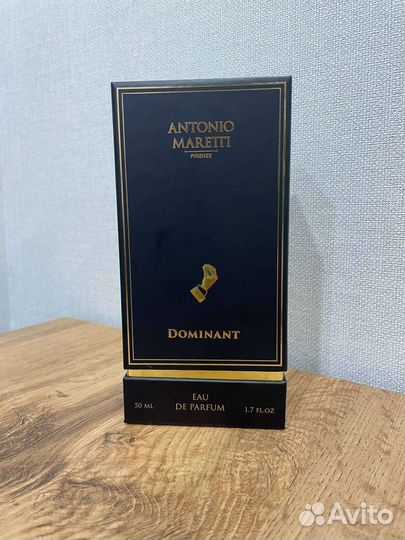 ANTONIO
MARETTI
FIRENZE
DOMINANT
EAU
DE PARFUM
50 ML
1.7 FL.OZ
Avito